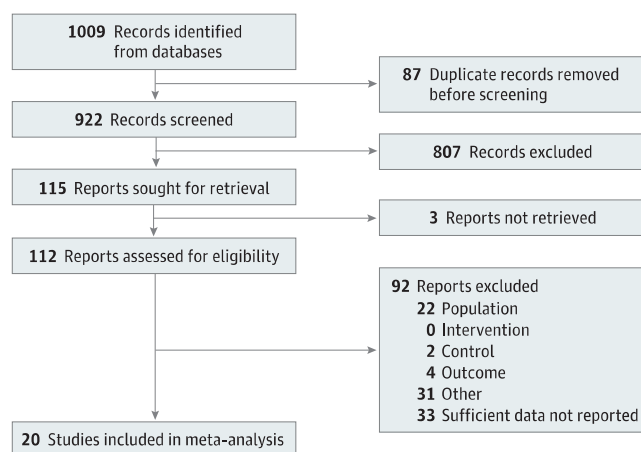 1009 Records identified
from databases
87 Duplicate records removed
before screening
922 Records screened
807 Records excluded
115 Reports sought for retrieval
3 Reports not retrieved
112 Reports assessed for eligibility
92 Reports excluded
22 Population
0 Intervention
2 Control
4 Outcome
31 Other
33 Sufficient data not reported
20 Studies included in meta-analysis